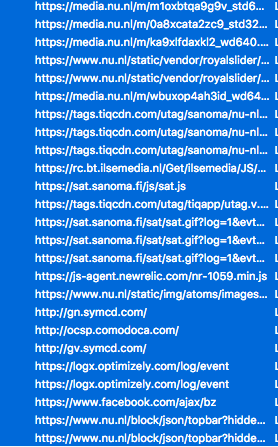 https://media.nu.nl/m/m1oxbtqa9g9v_std6...
https://media.nu.nl/m/0a8xcata2zc9_std32...
https://media.nu.nl/m/ka9xlfdaxkl2_wd640....
https://www.nu.nl/static/vendor/royalslider/...
https://www.nu.nl/static/vendor/royalslider/...
https://media.nu.nl/m/wbuxop4ah3id_wd64...
https://tags.tiqcdn.com/utag/sanoma/nu-nl...
https://tags.tiqcdn.com/utag/sanoma/nu-nl...
https://tags.tiqcdn.com/utag/sanoma/nu-nl...
https://rc.bt.ilsemedia.nl/Get/ilsemedia/JS/...
https://sat.sanoma.fi/js/sat.js
https://tags.tiqcdn.com/utag/tiqapp/utag.v....
https://sat.sanoma.fi/sat/sat.gif?log=1&evt...
https://sat.sanoma.fi/sat/sat.gif?log=1&evt...
https://sat.sanoma.fi/sat/sat.gif?log=1&evt...
https://js-agent.newrelic.com/nr-1059.min.js
https://www.nu.nl/static/img/atoms/images...
http://gn.symcd.com/
http://ocsp.comodoca.com/
http://gv.symcd.com/
https://logx.optimizely.com/log/event
https://logx.optimizely.com/log/event
https://www.facebook.com/ajax/bz
https://www.nu.nl/block/json/topbar?hidde...
https://www.nu.nl/block/json/topbar?hidde...